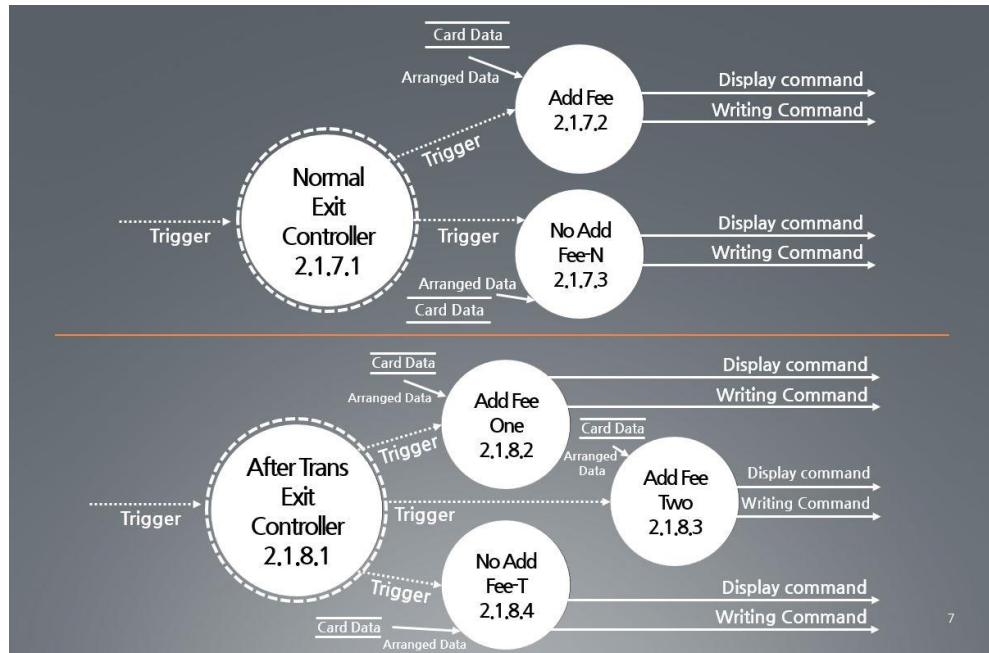 Card Data
Arranged Data
Add Fee
2.1.7.2
Display command
Writing Command
Trigger
Normal
Exit
Controller
2.1.7.1
Trigger
Trigger
No Add
Fee-N
2.1.7.3
Display command
Writing Command
Arranged Data
Card Data
Card Data
Arranged Data
Add Fee
One
2.1.8.2
Display command
Writing Command
Trigger
Card Data
Arranged
Data
Add Fee
Two
2.1.8.3
Display command
Writing Command
After Trans
Exit
Controller
2.1.8.1
Trigger
Trigger
Trigger
No Add
Fee-T
2.1.8.4
Display command
Writing Command
Card Data
Arranged Data
7